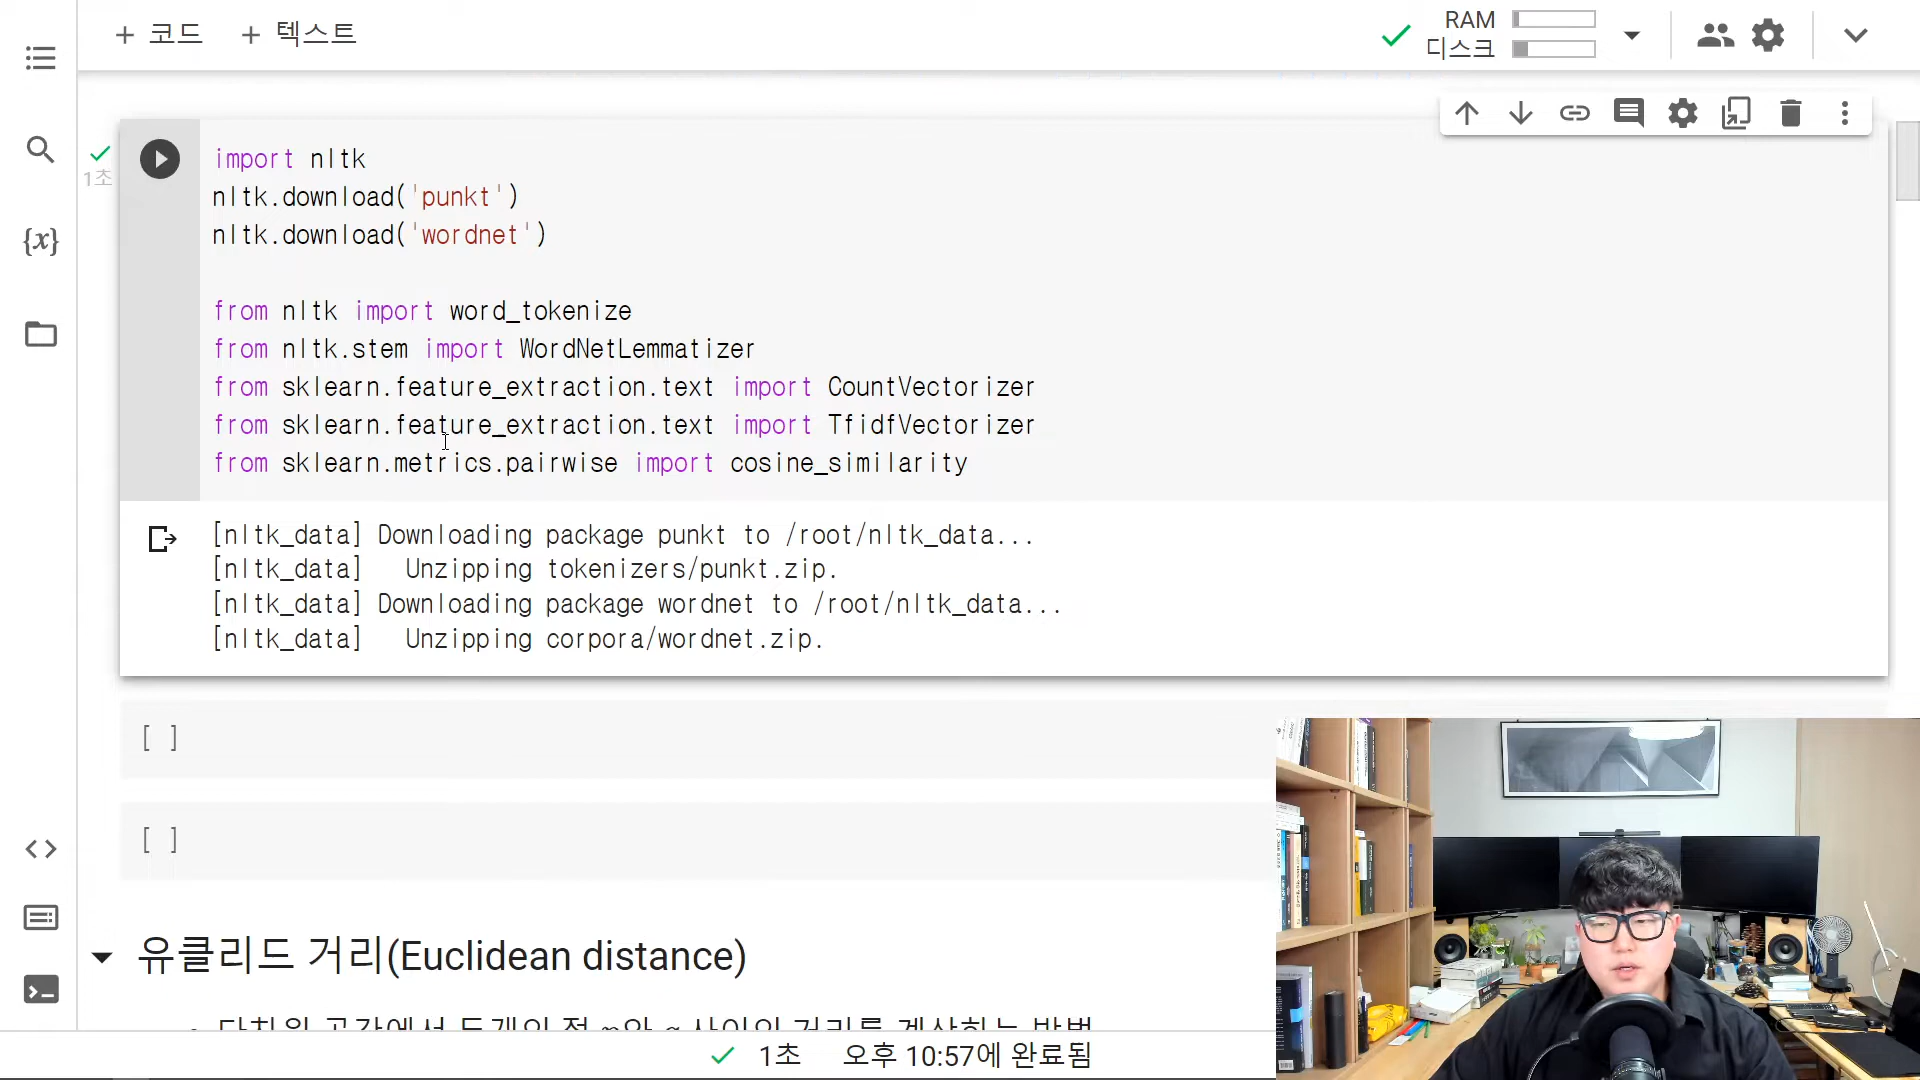 + 코드 + 텍스트
RAM
디스크
1초
import nltk
nltk.download('punkt')
nltk.download('wordnet')
from nltk import word_tokenize
from nltk.stem import WordNetLemmatizer
from sklearn.feature_extraction.text import CountVectorizer
from sklearn.feature_extraction.text import TfidfVectorizer
from sklearn.metrics.pairwise import cosine_similarity
[nltk_data] Downloading package punkt to /root/nltk_data...
[nltk_data]   Unzipping tokenizers/punkt.zip.
[nltk_data] Downloading package wordnet to /root/nltk_data...
[nltk_data]   Unzipping corpora/wordnet.zip.
[ ]
[ ]
유클리드 거리(Euclidean distance)
1초 오후 10:57에 완료됨